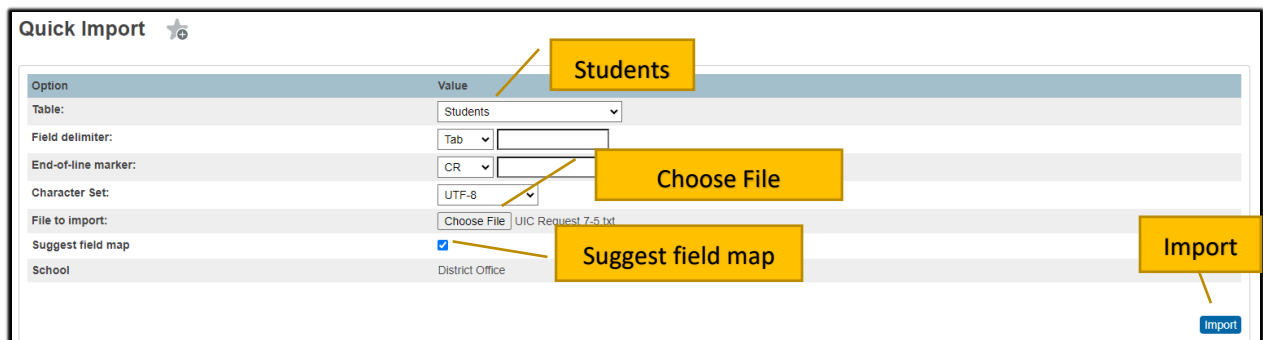 Quick Import
Students
Option Value
Table: Students
Field delimiter: Tab
End-of-line marker: CR
Choose File
Character Set: UTF-8
File to import: Choose File UIC Request 7-5.txt
Suggest field map
Suggest field map
Import
School District Office
Import